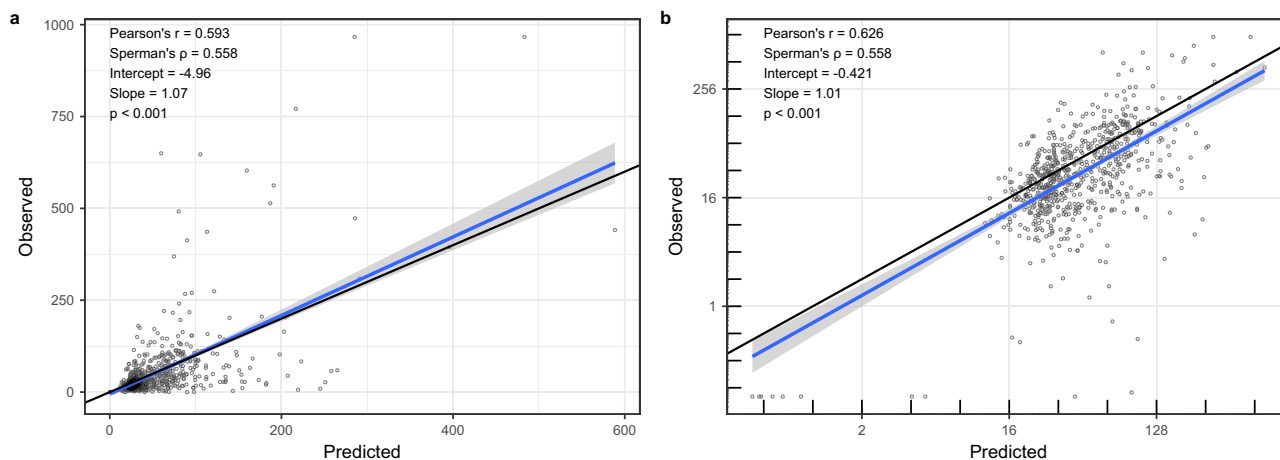 a
Pearson's r = 0.593
Sperman's ρ = 0.558
Intercept = -4.96
Slope = 1.07
p < 0.001
1000
750
500
250
0
Observed
0 200 400 600
Predicted
b
Pearson's r = 0.626
Sperman's ρ = 0.558
Intercept = -0.421
Slope = 1.01
p < 0.001
256
16
1
Observed
2 16 128
Predicted